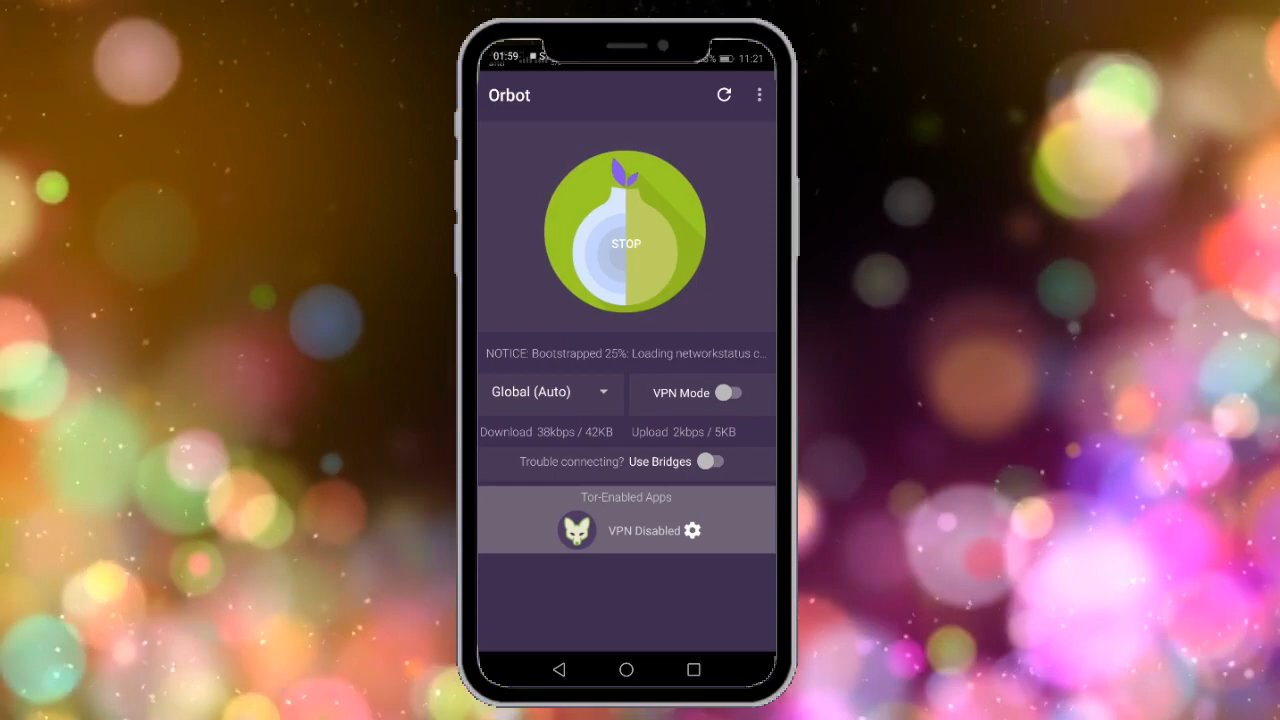 01:59
11:21
Orbot
STOP
NOTICE: Bootstrapped 25%: Loading networkstatus c...
Global (Auto)
VPN Mode
Download 38kbps / 42KB
Upload 2kbps / 5KB
Trouble connecting? Use Bridges
Tor-Enabled Apps
VPN Disabled